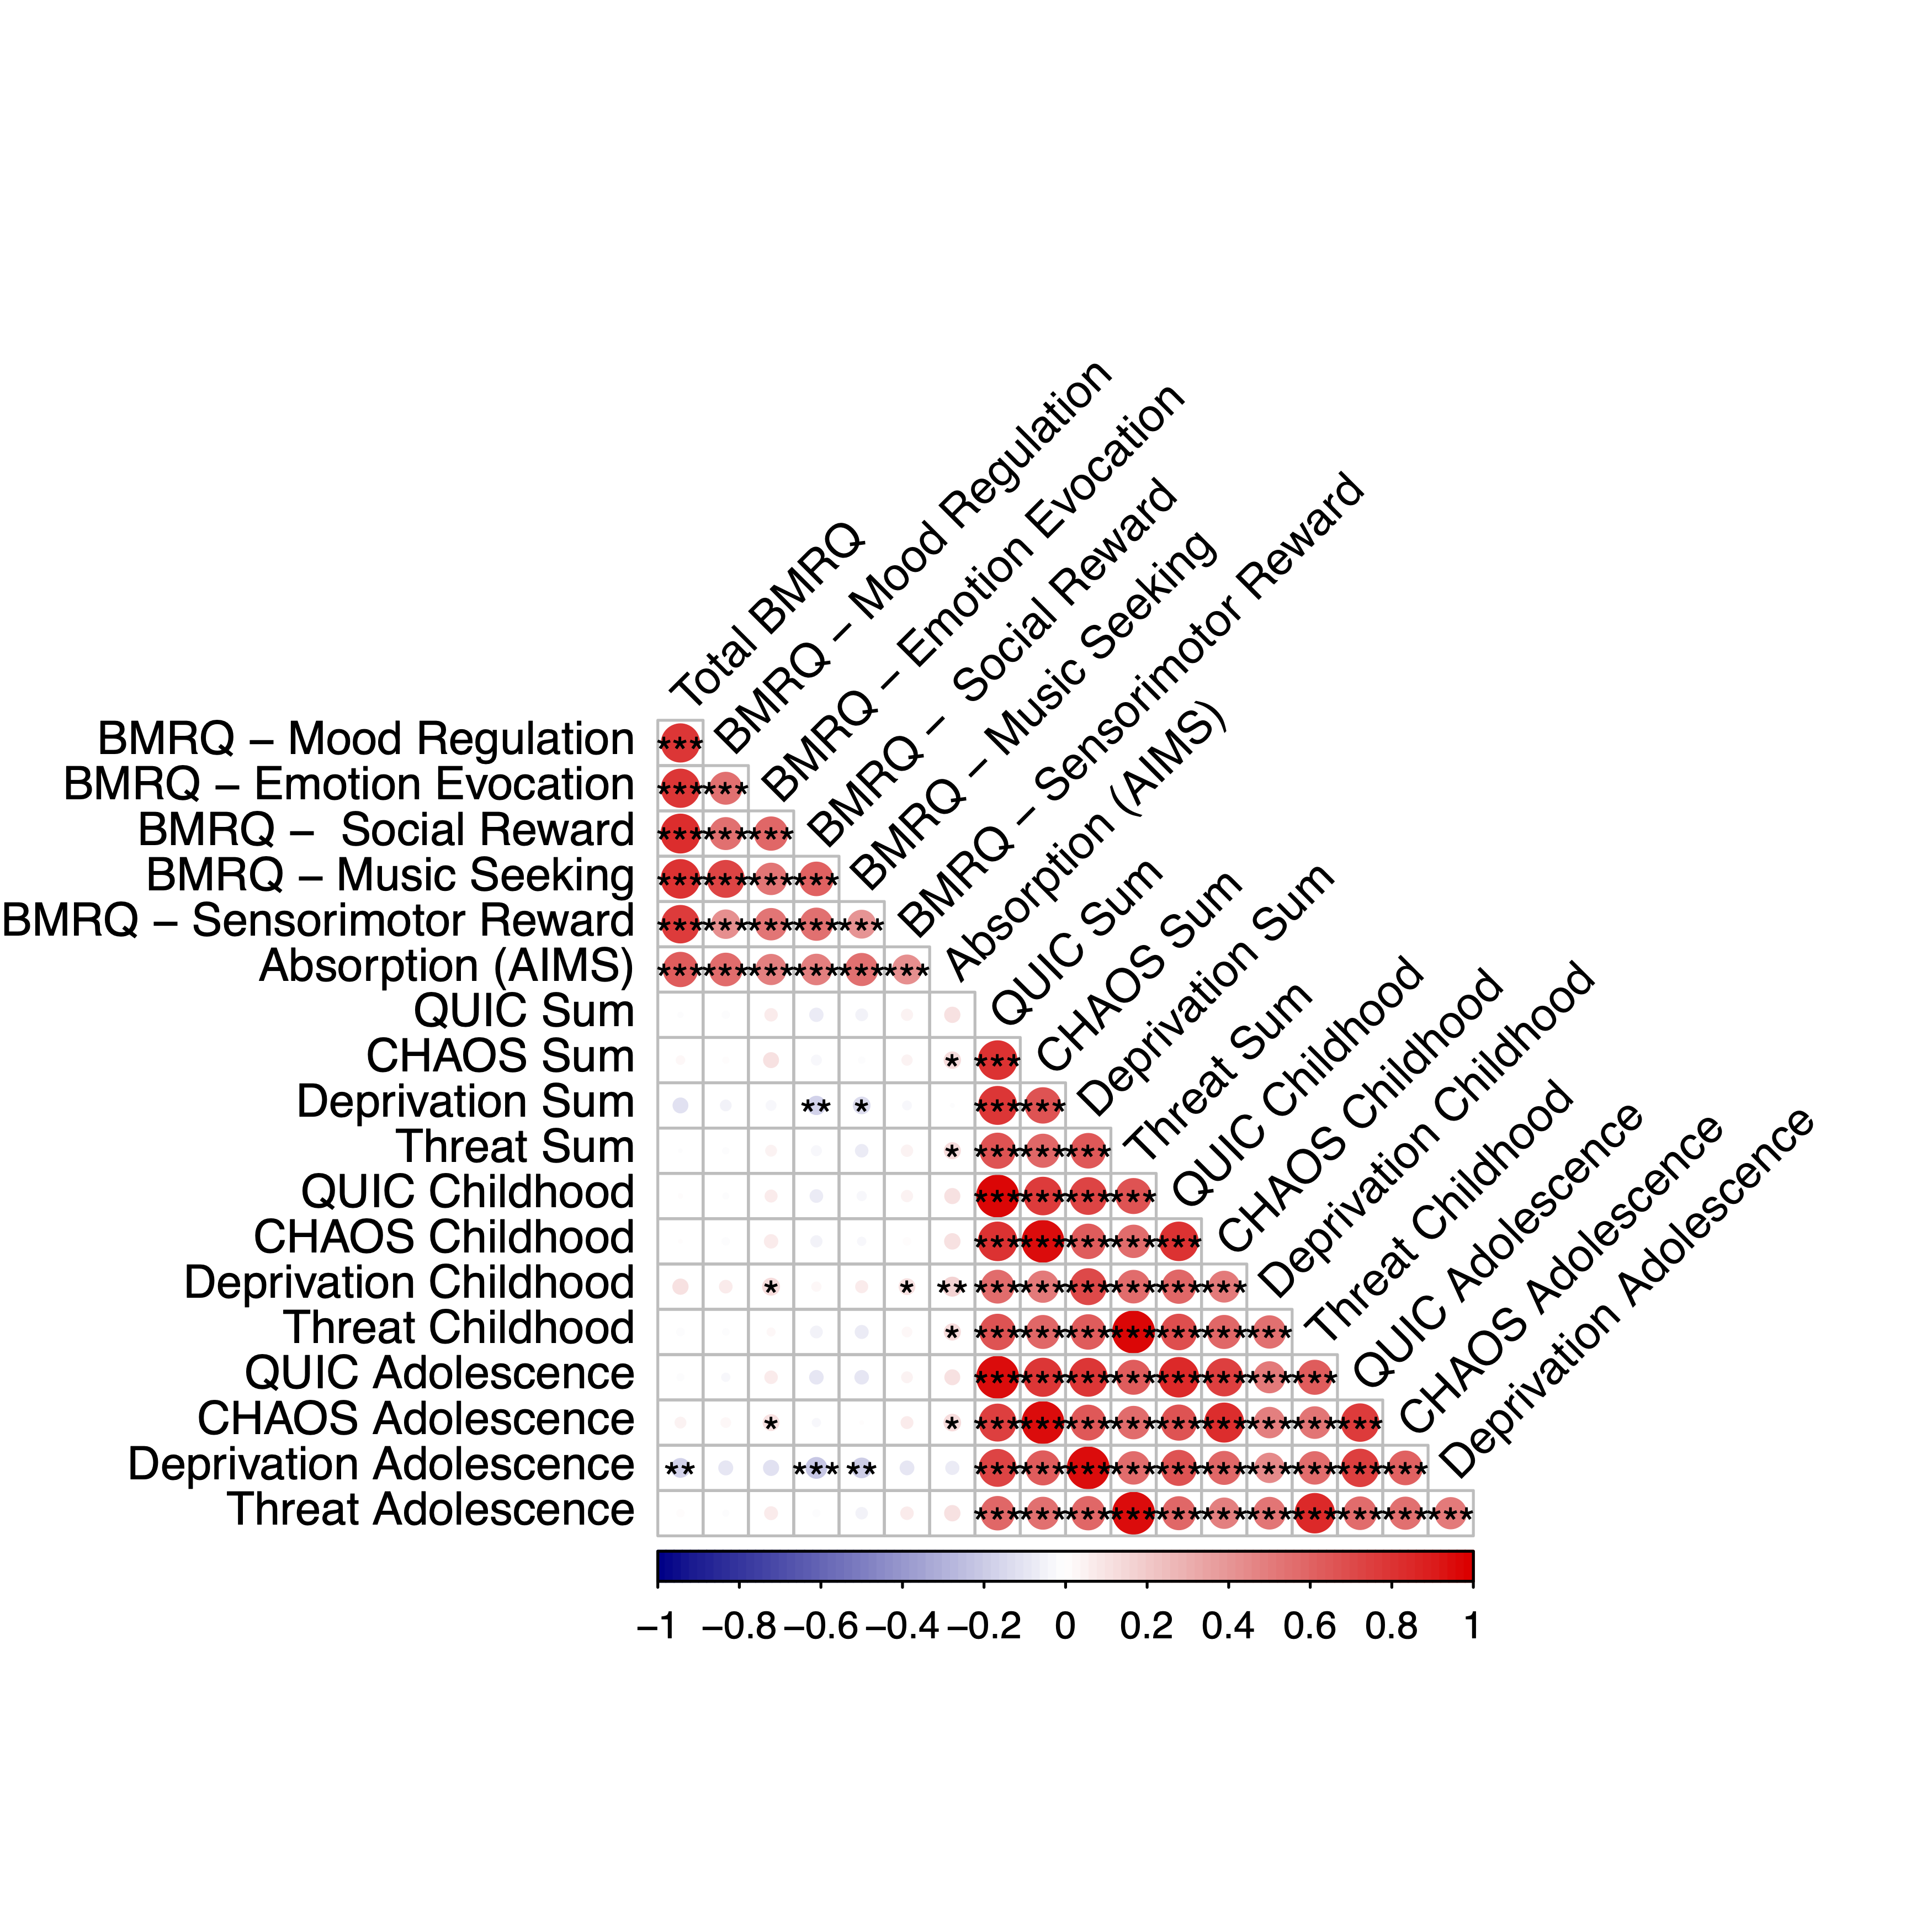 Total BMRQ
BMRQ – Mood Regulation
BMRQ – Emotion Evocation
BMRQ –  Social Reward
BMRQ – Music Seeking
BMRQ – Sensorimotor Reward
Absorption (AIMS)
QUIC Sum
CHAOS Sum
Deprivation Sum
Threat Sum
QUIC Childhood
CHAOS Childhood
Deprivation Childhood
Threat Childhood
QUIC Adolescence
CHAOS Adolescence
Deprivation Adolescence
BMRQ – Mood Regulation ***
BMRQ – Emotion Evocation *** ***
BMRQ –  Social Reward *** *** ***
BMRQ – Music Seeking *** *** *** ***
BMRQ – Sensorimotor Reward *** *** *** *** ***
Absorption (AIMS) *** *** *** *** *** ***
QUIC Sum
CHAOS Sum * ***
Deprivation Sum ** * *** ***
Threat Sum * *** *** ***
QUIC Childhood *** *** *** ***
CHAOS Childhood *** *** *** *** ***
Deprivation Childhood * * ** *** *** *** *** *** ***
Threat Childhood * *** *** *** *** *** *** ***
QUIC Adolescence *** *** *** *** *** *** *** ***
CHAOS Adolescence * * *** *** *** *** *** *** *** *** ***
Deprivation Adolescence ** *** ** *** *** *** *** *** *** *** *** *** ***
Threat Adolescence *** *** *** *** *** *** *** *** *** *** ***
−1 −0.8 −0.6 −0.4 −0.2 0 0.2 0.4 0.6 0.8 1